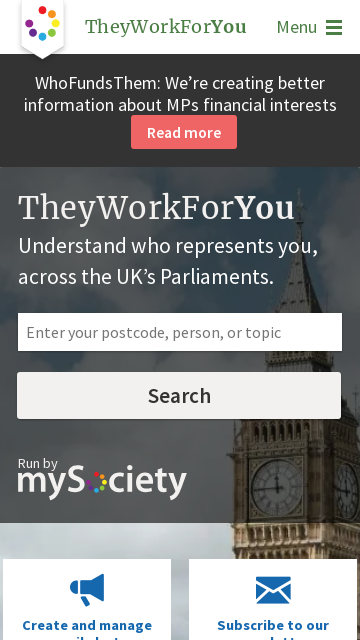 TheyWorkForYou
Menu
WhoFundsThem: We’re creating better
information about MPs financial interests
Read more
TheyWorkForYou
Understand who represents you,
across the UK’s Parliaments.
Enter your postcode, person, or topic
Search
Run by
mySociety
Create and manage
Subscribe to our